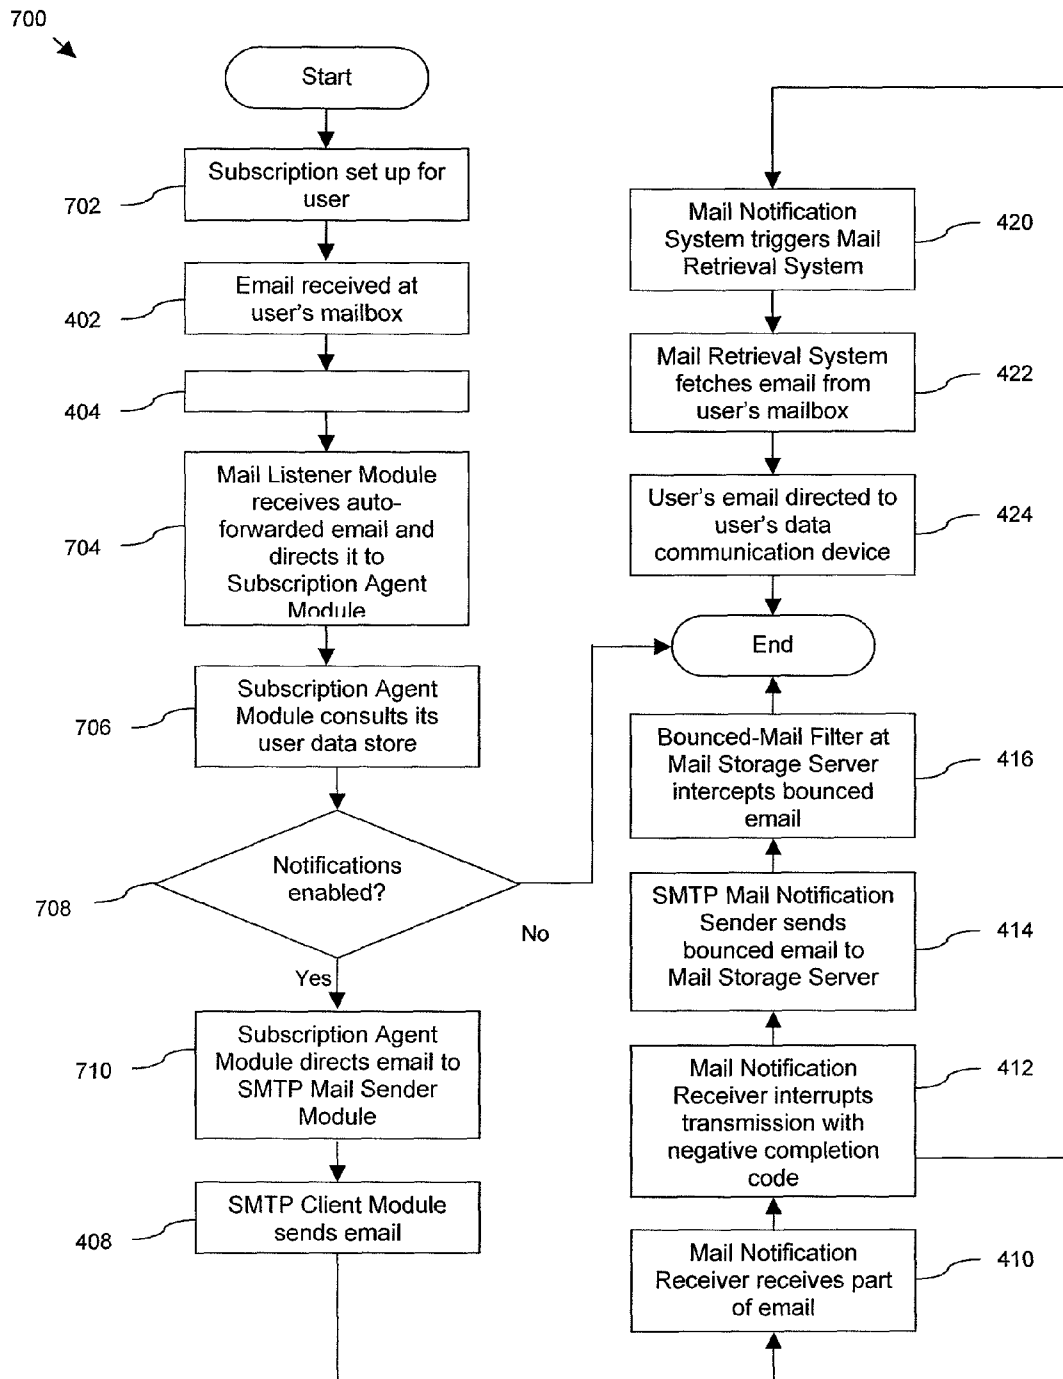 700
Start
Subscription set up for
user
702
Email received at
user's mailbox
402
404
Mail Listener Module
receives auto-
forwarded email and
directs it to
Subscription Agent
Module
704
Subscription Agent
Module consults its
user data store
706
Notifications
enabled?
708
No
Yes
Subscription Agent
Module directs email to
SMTP Mail Sender
Module
710
SMTP Client Module
sends email
408
Mail Notification
System triggers Mail
Retrieval System
420
Mail Retrieval System
fetches email from
user's mailbox
422
User's email directed to
user's data
communication device
424
End
Bounced-Mail Filter at
Mail Storage Server
intercepts bounced
email
416
SMTP Mail Notification
Sender sends
bounced email to
Mail Storage Server
414
Mail Notification
Receiver interrupts
transmission with
negative completion
code
412
Mail Notification
Receiver receives part
of email
410